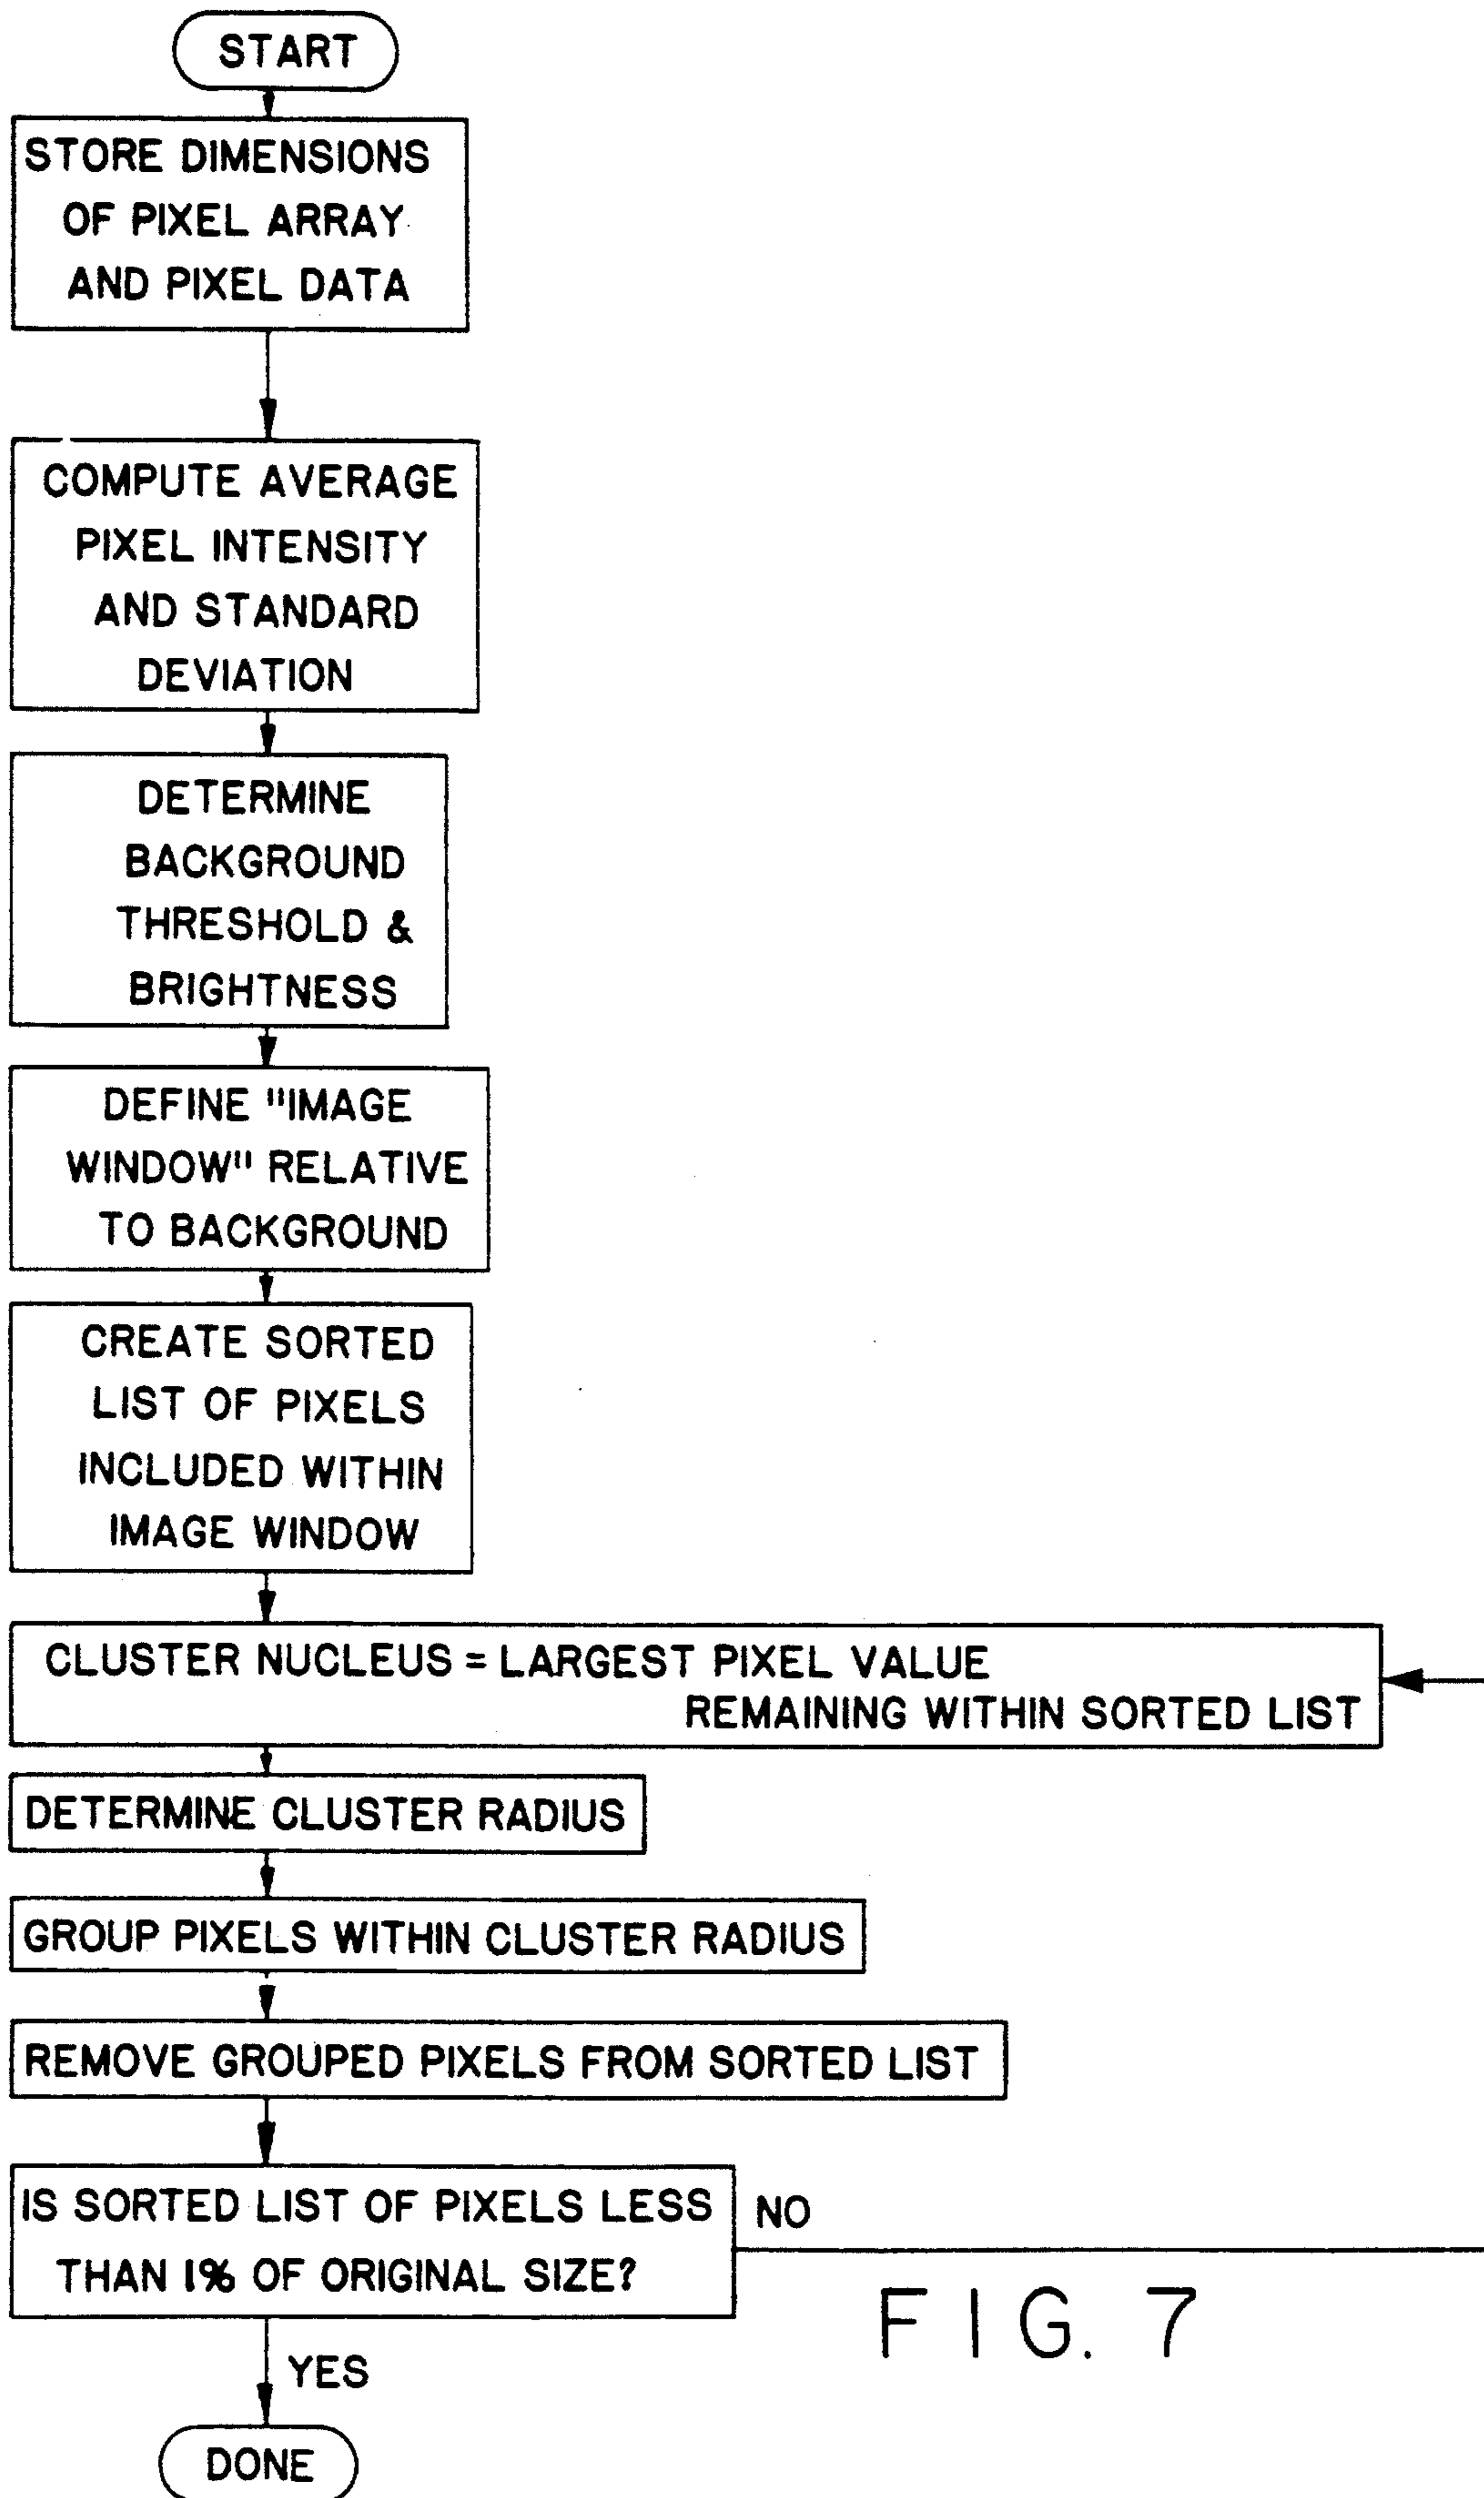 START
STORE DIMENSIONS
OF PIXEL ARRAY
AND PIXEL DATA
COMPUTE AVERAGE
PIXEL INTENSITY
AND STANDARD
DEVIATION
DETERMINE
BACKGROUND
THRESHOLD &
BRIGHTNESS
DEFINE "IMAGE
WINDOW" RELATIVE
TO BACKGROUND
CREATE SORTED
LIST OF PIXELS
INCLUDED WITHIN
IMAGE WINDOW
CLUSTER NUCLEUS = LARGEST PIXEL VALUE
REMAINING WITHIN SORTED LIST
DETERMINE CLUSTER RADIUS
GROUP PIXELS WITHIN CLUSTER RADIUS
REMOVE GROUPED PIXELS FROM SORTED LIST
IS SORTED LIST OF PIXELS LESS
THAN 1% OF ORIGINAL SIZE?
NO
YES
DONE
FIG. 7